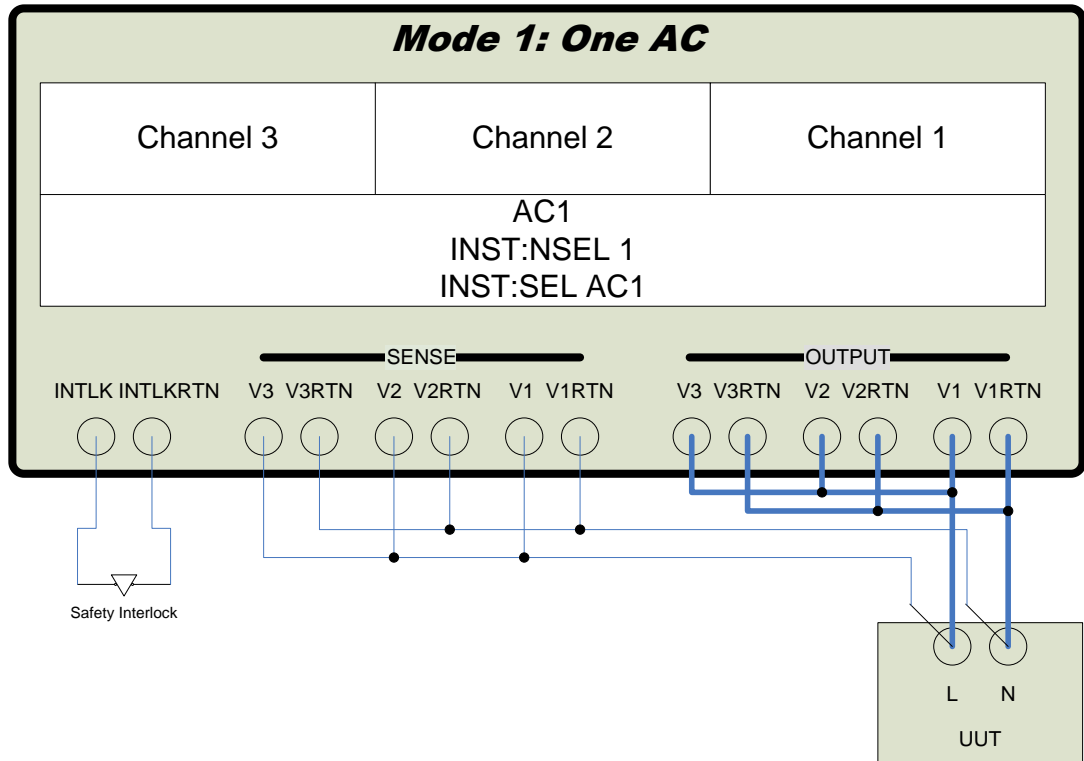 Mode 1: One AC
Channel 3 Channel 2 Channel 1
AC1
INST:NSEL 1
INST:SEL AC1
SENSE OUTPUT
INTLK INTLKRTN V3 V3RTN V2 V2RTN V1 V1RTN V3 V3RTN V2 V2RTN V1 V1RTN
Safety Interlock
L N
UUT